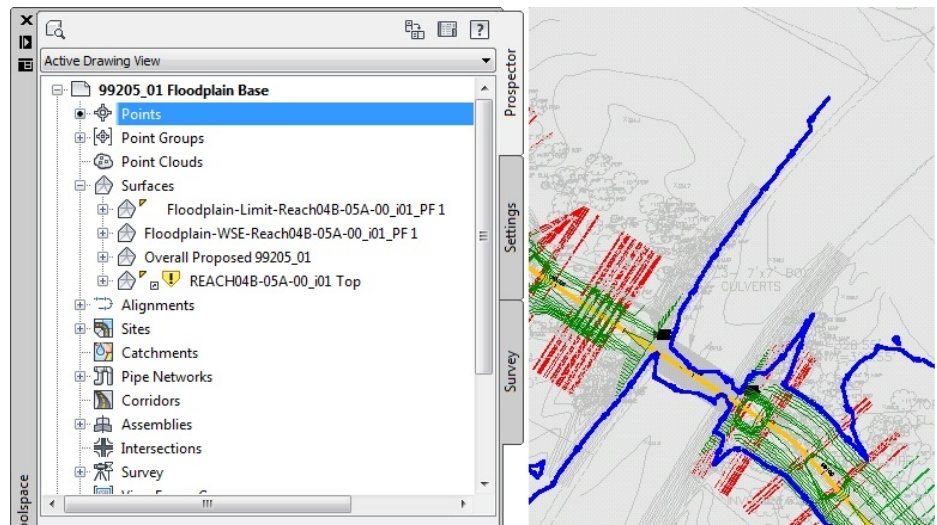 Active Drawing View
99205_01 Floodplain Base
Points
Point Groups
Point Clouds
Surfaces
Floodplain-Limit-Reach04B-05A-00_i01_PF 1
Floodplain-WSE-Reach04B-05A-00_i01_PF 1
Overall Proposed 99205_01
REACH04B-05A-00_i01 Top
Alignments
Sites
Catchments
Pipe Networks
Corridors
Assemblies
Intersections
Survey
Prospector
Settings
Survey
olspace
7'x7' BOX
CULVERTS